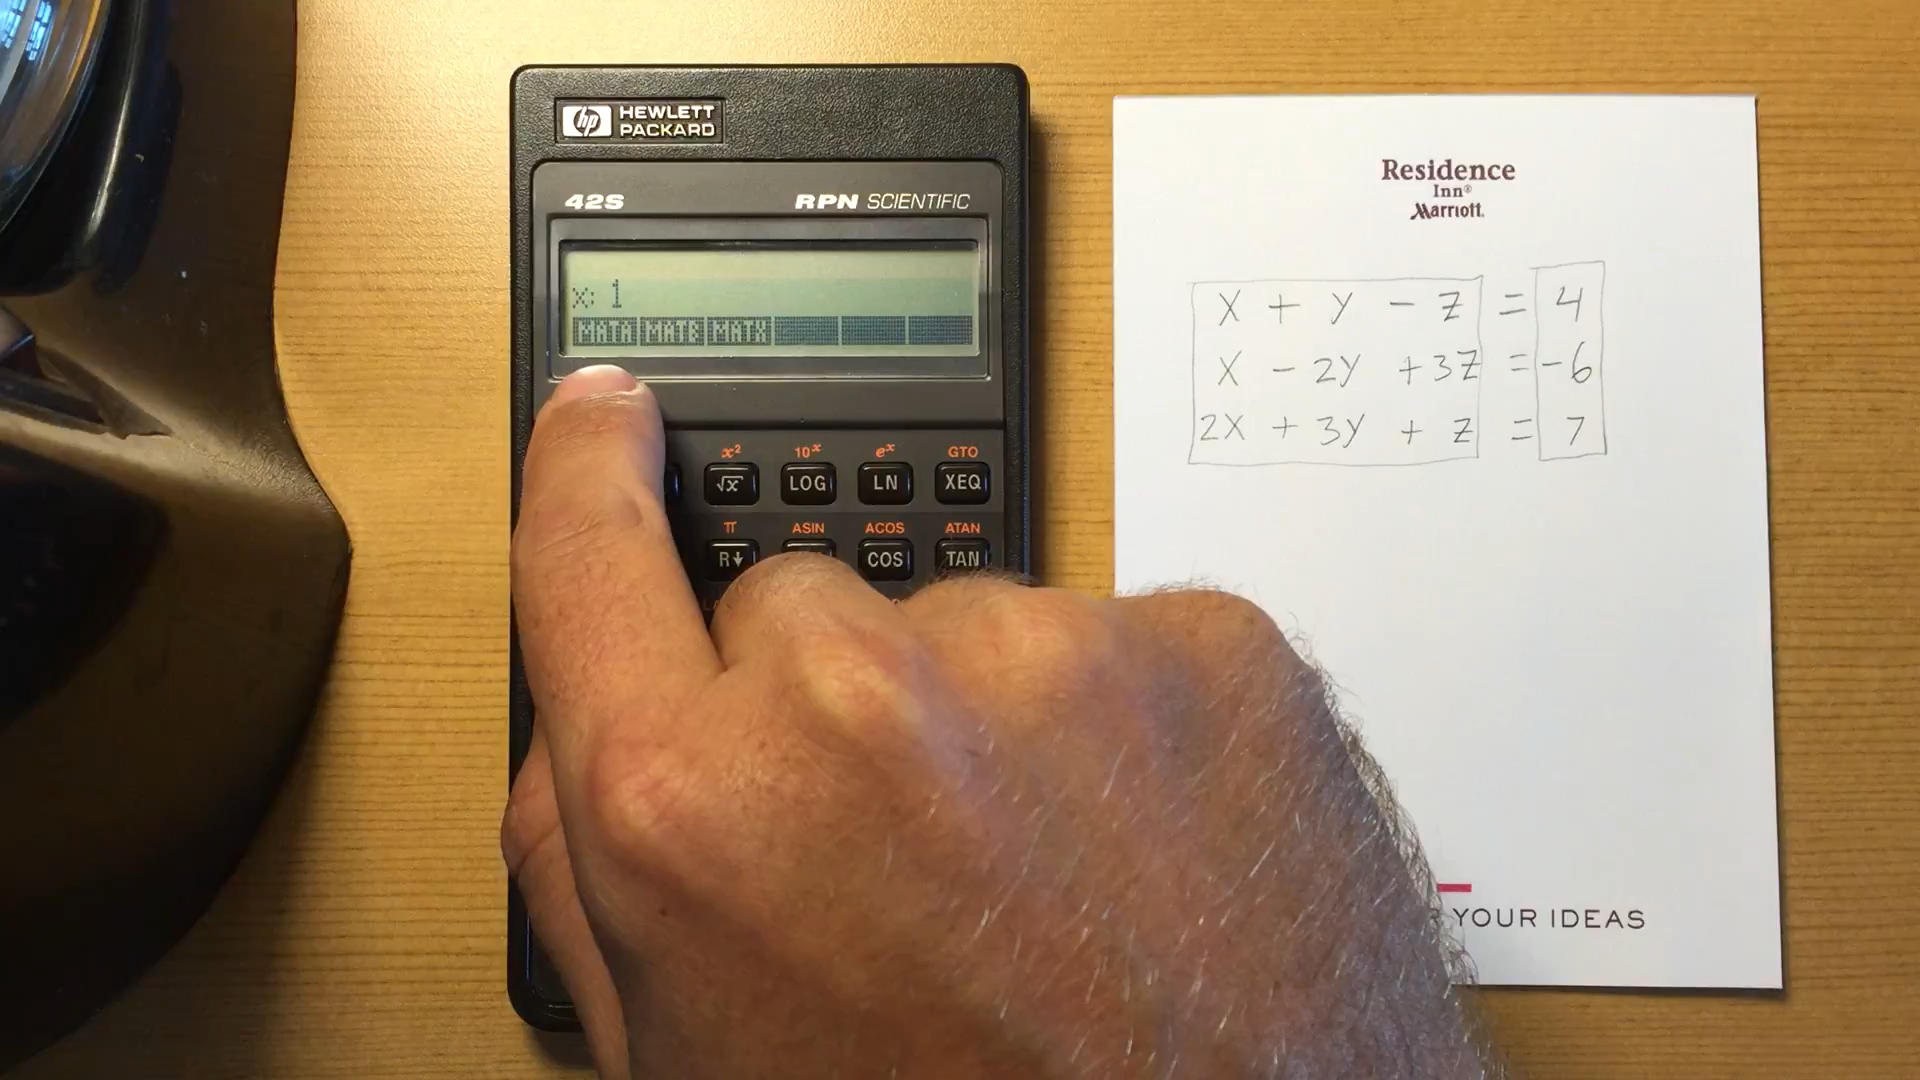 HEWLETT
PACKARD
42S RPN SCIENTIFIC
x: 1
MATA MATB MATX
x² 10ˣ eˣ GTO
√x LOG LN XEQ
π ASIN ACOS ATAN
R↓ COS TAN
Residence
Inn®
Marriott.
X + Y - Z = 4
X - 2Y + 3Z = -6
2X + 3Y + Z = 7
YOUR IDEAS